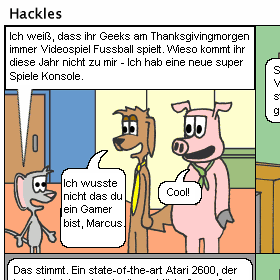 Hackles
Ich weiß, dass ihr Geeks am Thanksgivingmorgen
immer Videospiel Fussball spielt. Wieso kommt ihr
diese Jahr nicht zu mir - Ich hab eine neue super
Spiele Konsole.
Ich wusste
nicht das du
ein Gamer
bist, Marcus.
Cool!
Das stimmt. Ein state-of-the-art Atari 2600, der